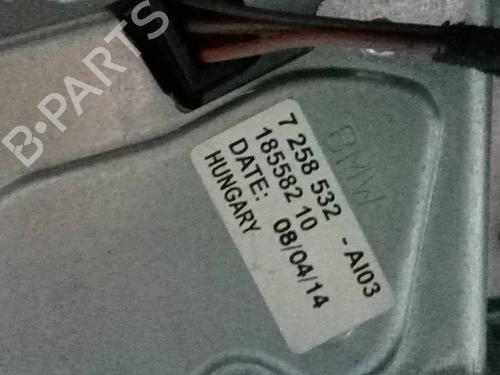 B-PARTS
BMW
7 258 532 - AI03
185582 10
DATE: 08/04/14
HUNGARY